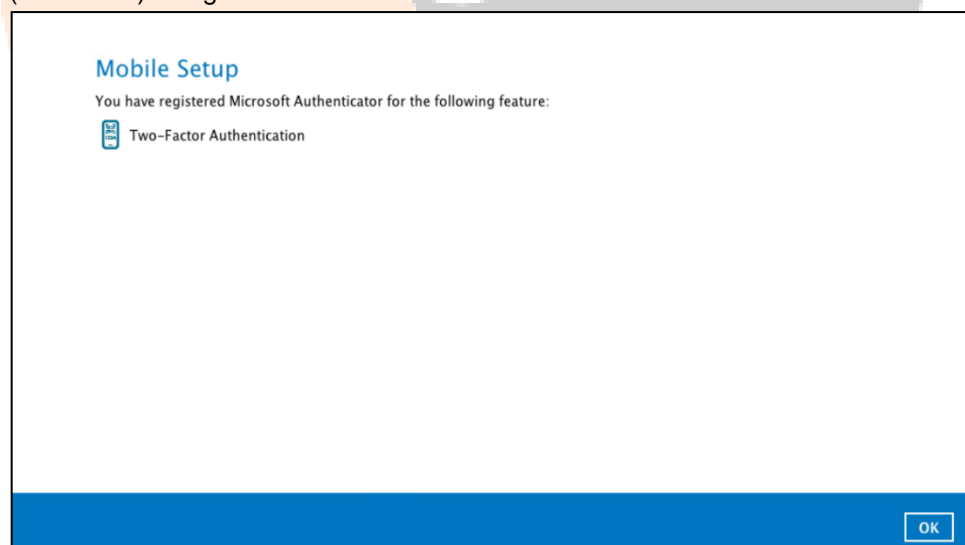 Mobile Setup
You have registered Microsoft Authenticator for the following feature:
Two-Factor Authentication
OK